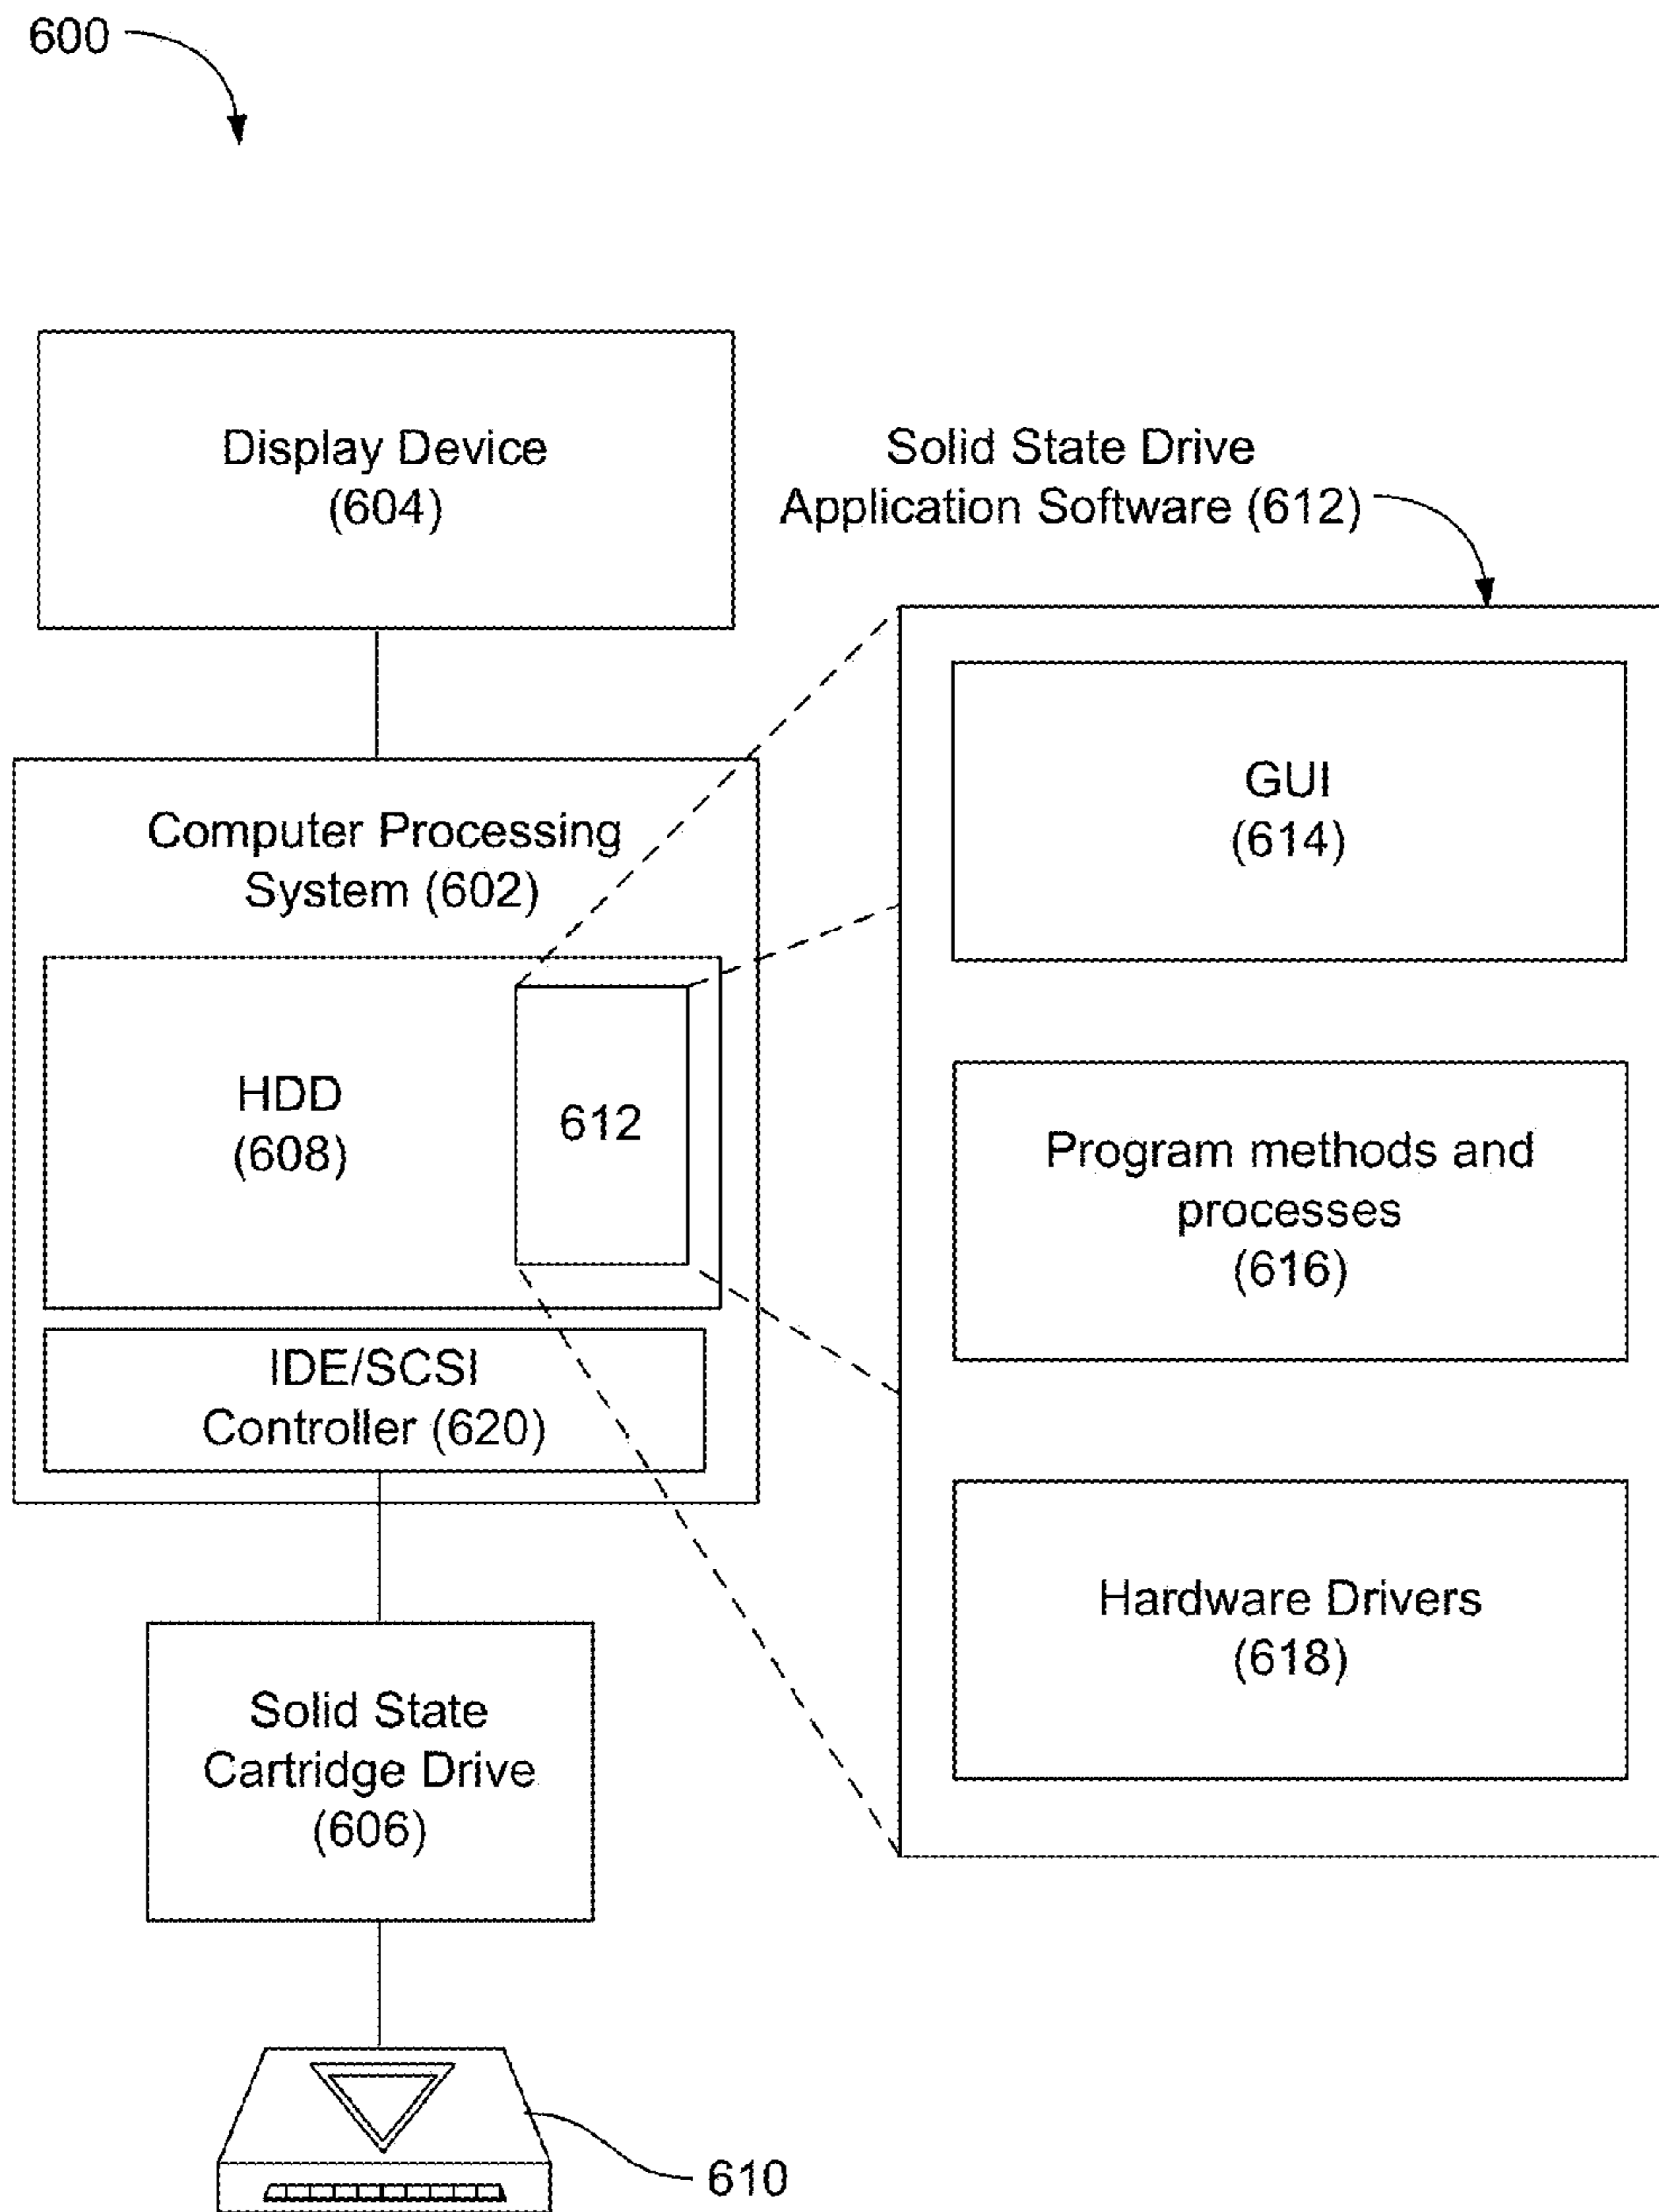 600
Display Device
(604)
Solid State Drive
Application Software (612)
Computer Processing
System (602)
HDD
(608)
612
IDE/SCSI
Controller (620)
GUI
(614)
Program methods and
processes
(616)
Hardware Drivers
(618)
Solid State
Cartridge Drive
(606)
610